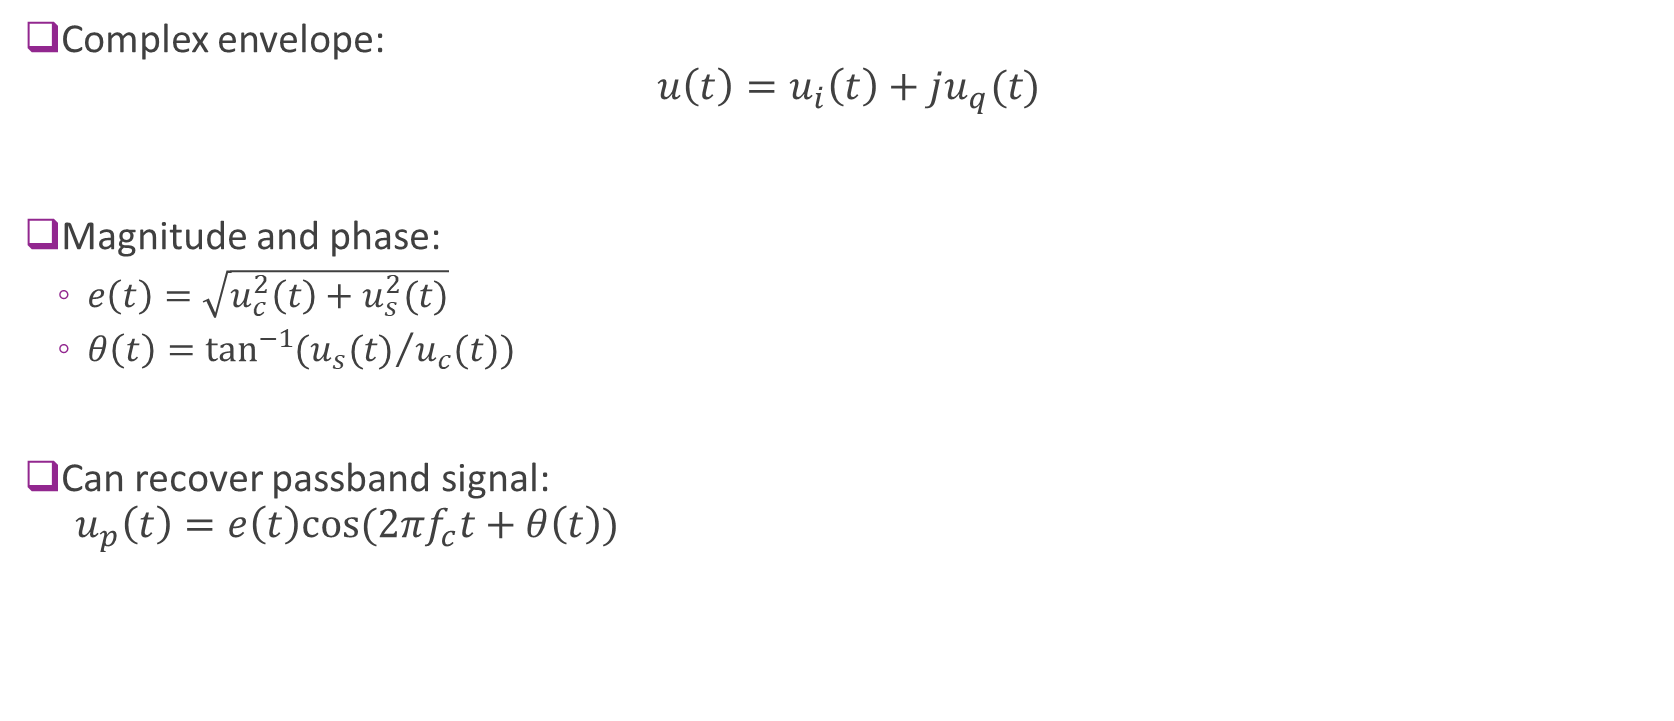 ❑Complex envelope:
u(t) = u_i(t) + ju_q(t)
❑Magnitude and phase:
◦ e(t) = √(u_c^2(t) + u_s^2(t))
◦ θ(t) = tan^{−1}(u_s(t)/u_c(t))
❑Can recover passband signal:
u_p(t) = e(t)cos(2πf_ct + θ(t))